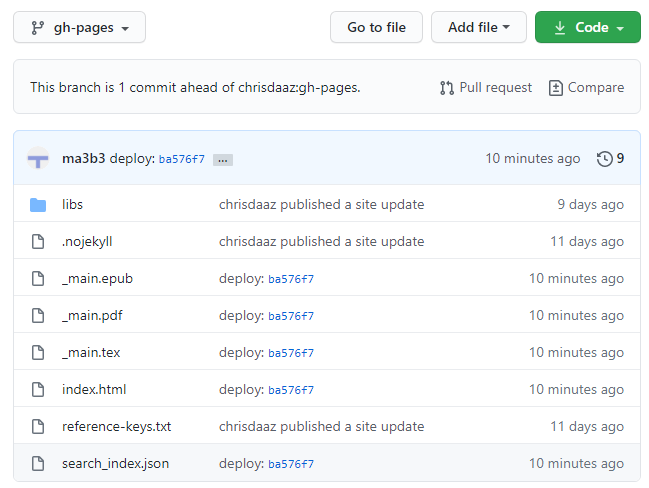 gh-pages Go to file Add file Code
This branch is 1 commit ahead of chrisdaaz:gh-pages. Pull request Compare
ma3b3 deploy: ba576f7 ... 10 minutes ago 9
libs chrisdaaz published a site update 9 days ago
.nojekyll chrisdaaz published a site update 11 days ago
_main.epub deploy: ba576f7 10 minutes ago
_main.pdf deploy: ba576f7 10 minutes ago
_main.tex deploy: ba576f7 10 minutes ago
index.html deploy: ba576f7 10 minutes ago
reference-keys.txt chrisdaaz published a site update 11 days ago
search_index.json deploy: ba576f7 10 minutes ago